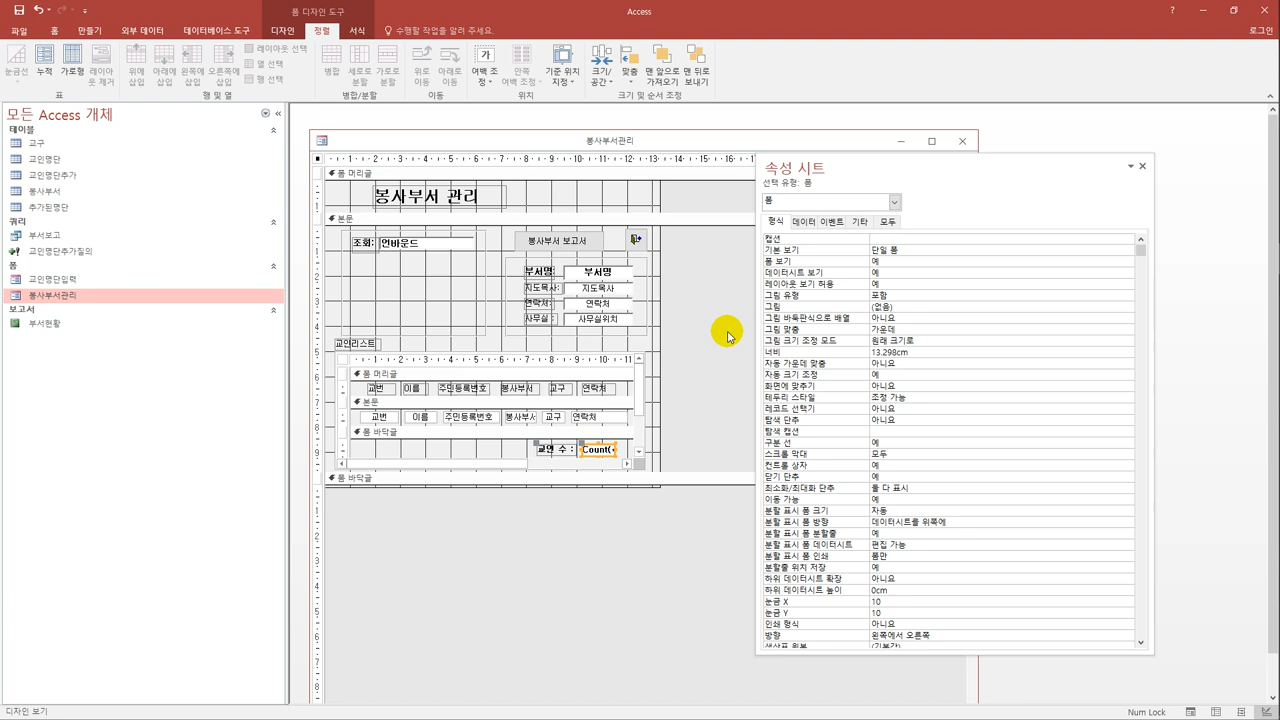 폼 디자인 도구
Access
파일 홈 만들기 외부 데이터 데이터베이스 도구 디자인 정렬 서식 수행할 작업을 알려 주세요.
로그인
눈금선 누적 가로형 레이아웃 제거
표
위에 삽입 아래에 삽입 왼쪽에 삽입 오른쪽에 삽입
레이아웃 선택
열 선택
행 선택
행 및 열
병합 세로로 분할 가로로 분할
병합/분할
위로 이동 아래로 이동
이동
여백 조정 안쪽 여백 조정 기준 위치 지정
위치
크기/공간 맞춤 맨 앞으로 가져오기 맨 뒤로 보내기
크기 및 순서 조정
모든 Access 개체
테이블
교구
교인명단
교인명단추가
봉사부서
추가된명단
쿼리
부서보고
교인명단추가질의
폼
교인명단입력
봉사부서관리
보고서
부서현황
봉사부서관리
폼 머리글
봉사부서 관리
본문
조회: 언바운드
봉사부서 보고서
부서명: 부서명
지도목사: 지도목사
연락처: 연락처
사무실: 사무실위치
교인리스트
폼 머리글
교번 이름 주민등록번호 봉사부서 교구 연락처
본문
교번 이름 주민등록번호 봉사부서 교구 연락처
폼 바닥글
교인 수 : Count(
폼 바닥글
속성 시트
선택 유형: 폼
폼
형식 데이터 이벤트 기타 모두
캡션
기본 보기 단일 폼
폼 보기 예
데이터시트 보기 예
레이아웃 보기 허용 예
그림 유형 포함
그림 (없음)
그림 바둑판식으로 배열 아니요
그림 맞춤 가운데
그림 크기 조정 모드 원래 크기로
너비 13.298cm
자동 가운데 맞춤 아니요
자동 크기 조정 예
화면에 맞추기 아니요
테두리 스타일 조정 가능
레코드 선택기 아니요
탐색 단추 아니요
탐색 캡션
구분 선 예
스크롤 막대 모두
컨트롤 상자 예
닫기 단추 예
최소화/최대화 단추 둘 다 표시
이동 가능 예
분할 표시 폼 크기 자동
분할 표시 폼 방향 데이터시트를 위쪽에
분할 표시 폼 분할줄 예
분할 표시 폼 데이터시트 편집 가능
분할 표시 폼 인쇄 폼만
분할줄 위치 저장 예
하위 데이터시트 확장 아니요
하위 데이터시트 높이 0cm
눈금 X 10
눈금 Y 10
인쇄 형식 아니요
방향 왼쪽에서 오른쪽
디자인 보기
Num Lock